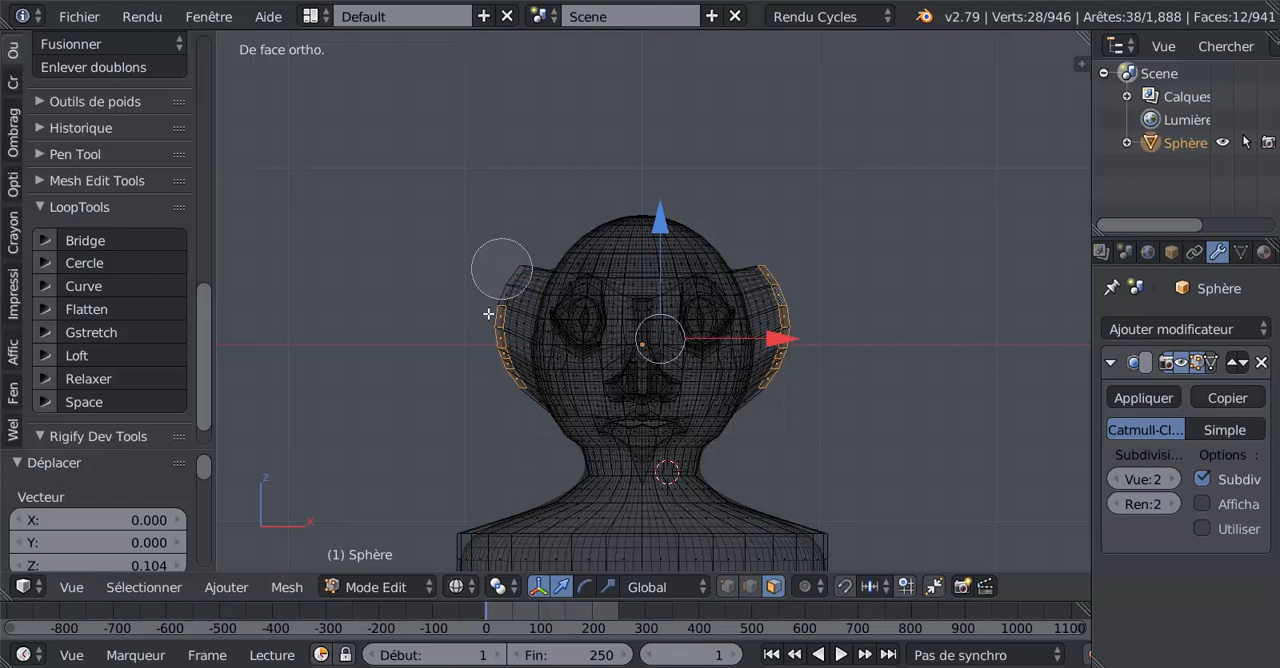 Fichier Rendu Fenêtre Aide Default Scene Rendu Cycles v2.79 | Verts:28/946 | Arêtes:38/1,888 | Faces:12/941
Ou
Cr
Ombrag
Opti
Crayon
Impressi
Affic
Fen
Wel
Fusionner
Enlever doublons
Outils de poids
Historique
Pen Tool
Mesh Edit Tools
LoopTools
Bridge
Cercle
Curve
Flatten
Gstretch
Loft
Relaxer
Space
Rigify Dev Tools
Déplacer
Vecteur
X: 0.000
Y: 0.000
Z: 0.104
De face ortho.
z
x
(1) Sphère
Vue Sélectionner Ajouter Mesh Mode Edit Global
-800 -700 -600 -500 -400 -300 -200 -100 0 100 200 300 400 500 600 700 800 900 1000 1100
Vue Marqueur Frame Lecture Début: 1 Fin: 250 1 Pas de synchro
Vue Chercher
Scene
Calques
Lumière
Sphère
Sphère
Ajouter modificateur
Appliquer Copier
Catmull-Cl... Simple
Subdivisi... Options :
Vue:2 Subdiv
Ren:2 Afficha
Utiliser